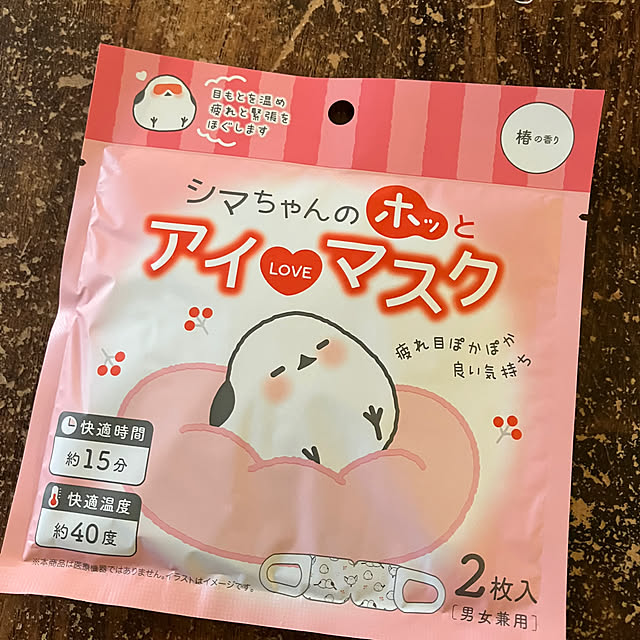 目もとを温め
疲れと緊張を
ほぐします
椿の香り
シマちゃんのホッと
アイLOVEマスク
疲れ目ぽかぽか
良い気持ち
快適時間
約15分
快適温度
約40度
※本商品は医療機器ではありません。イラストはイメージです。
2枚入
[男女兼用]